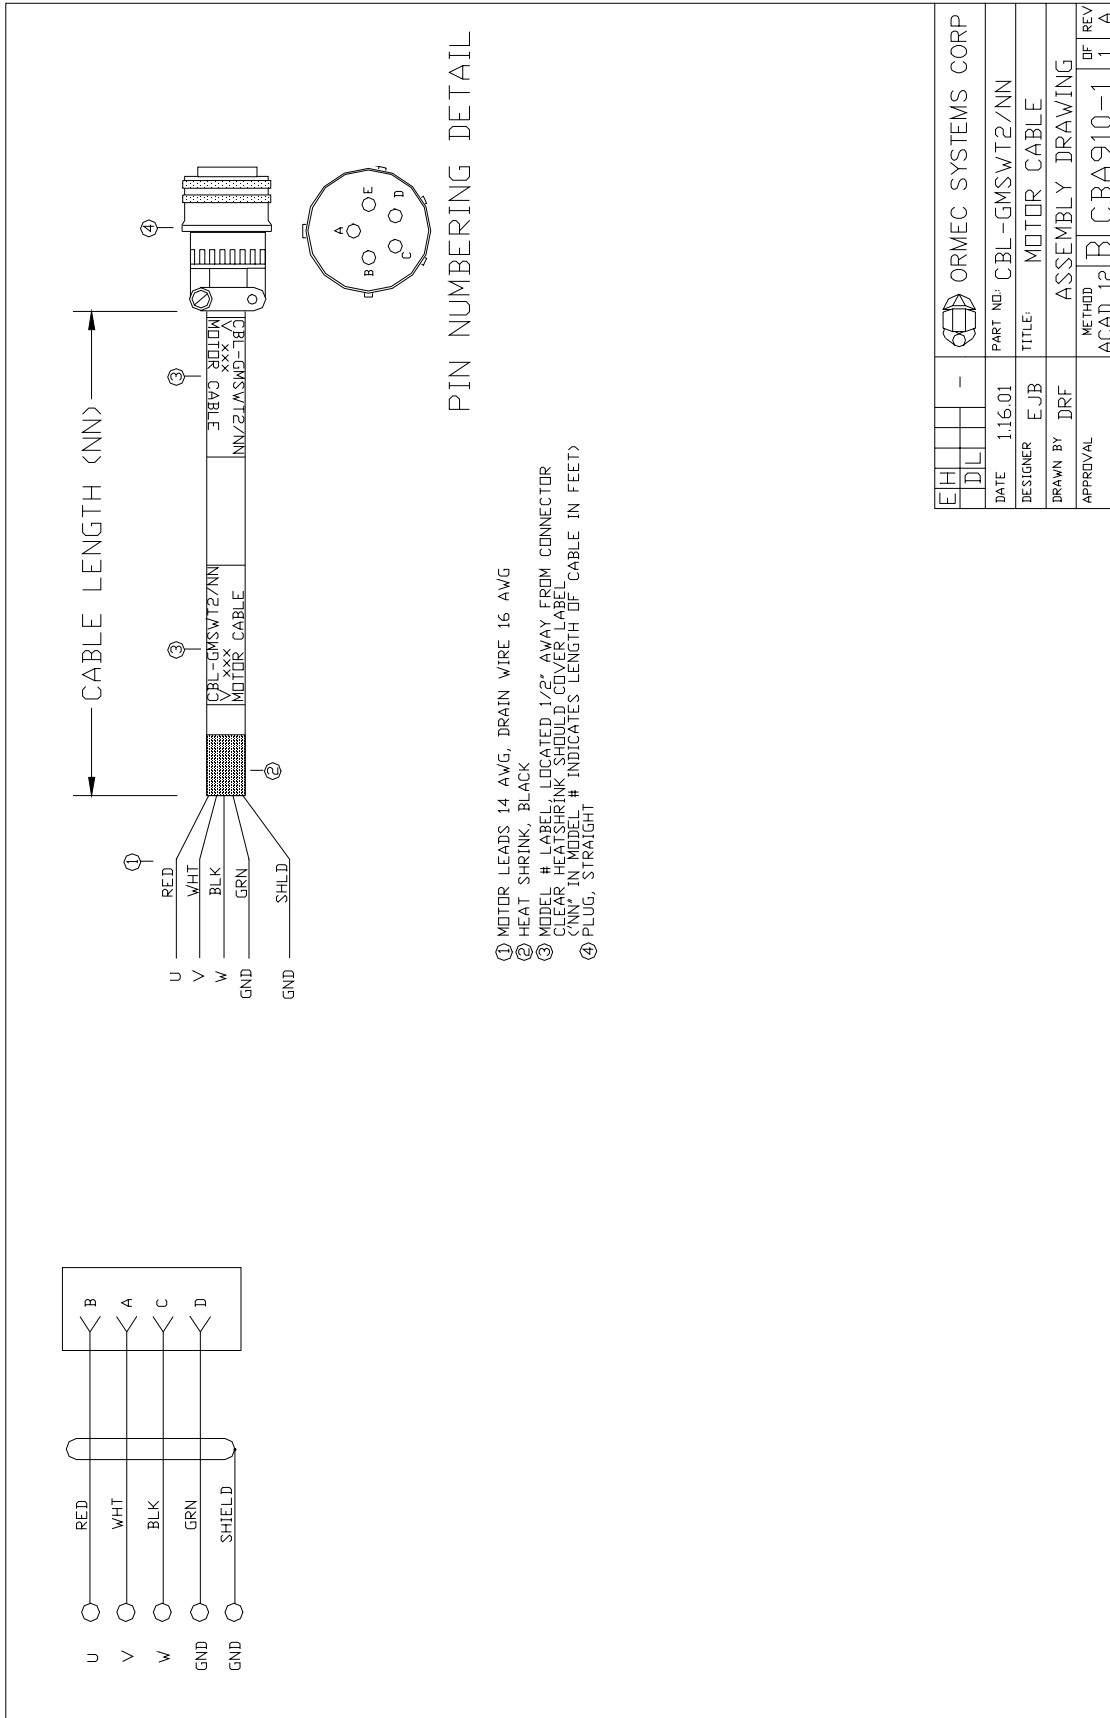 CABLE LENGTH (NN)
1
RED
WHT
BLK
GRN
SHLD
U
V
W
GND
GND
2
3
CBL-GMSWT2/NN
V xxx
MOTOR CABLE
3
CBL-GMSWT2/NN
V xxx
MOTOR CABLE
4
A
B
C
D
E
PIN NUMBERING DETAIL
1 MOTOR LEADS 14 AWG, DRAIN WIRE 16 AWG
2 HEAT SHRINK, BLACK
3 MODEL # LABEL, LOCATED 1/2" AWAY FROM CONNECTOR
CLEAR HEATSHRINK SHOULD COVER LABEL
("NN" IN MODEL # INDICATES LENGTH OF CABLE IN FEET)
4 PLUG, STRAIGHT
U RED B
V WHT A
W BLK C
GND GRN D
GND SHIELD
E H
D L
-
ORMEC SYSTEMS CORP
DATE 1.16.01
PART NO.: CBL-GMSWT2/NN
DESIGNER EJB
TITLE: MOTOR CABLE
DRAWN BY DRF
ASSEMBLY DRAWING
APPROVAL
METHOD
ACAD 12
B
CBA910-1
OF
1
REV
A